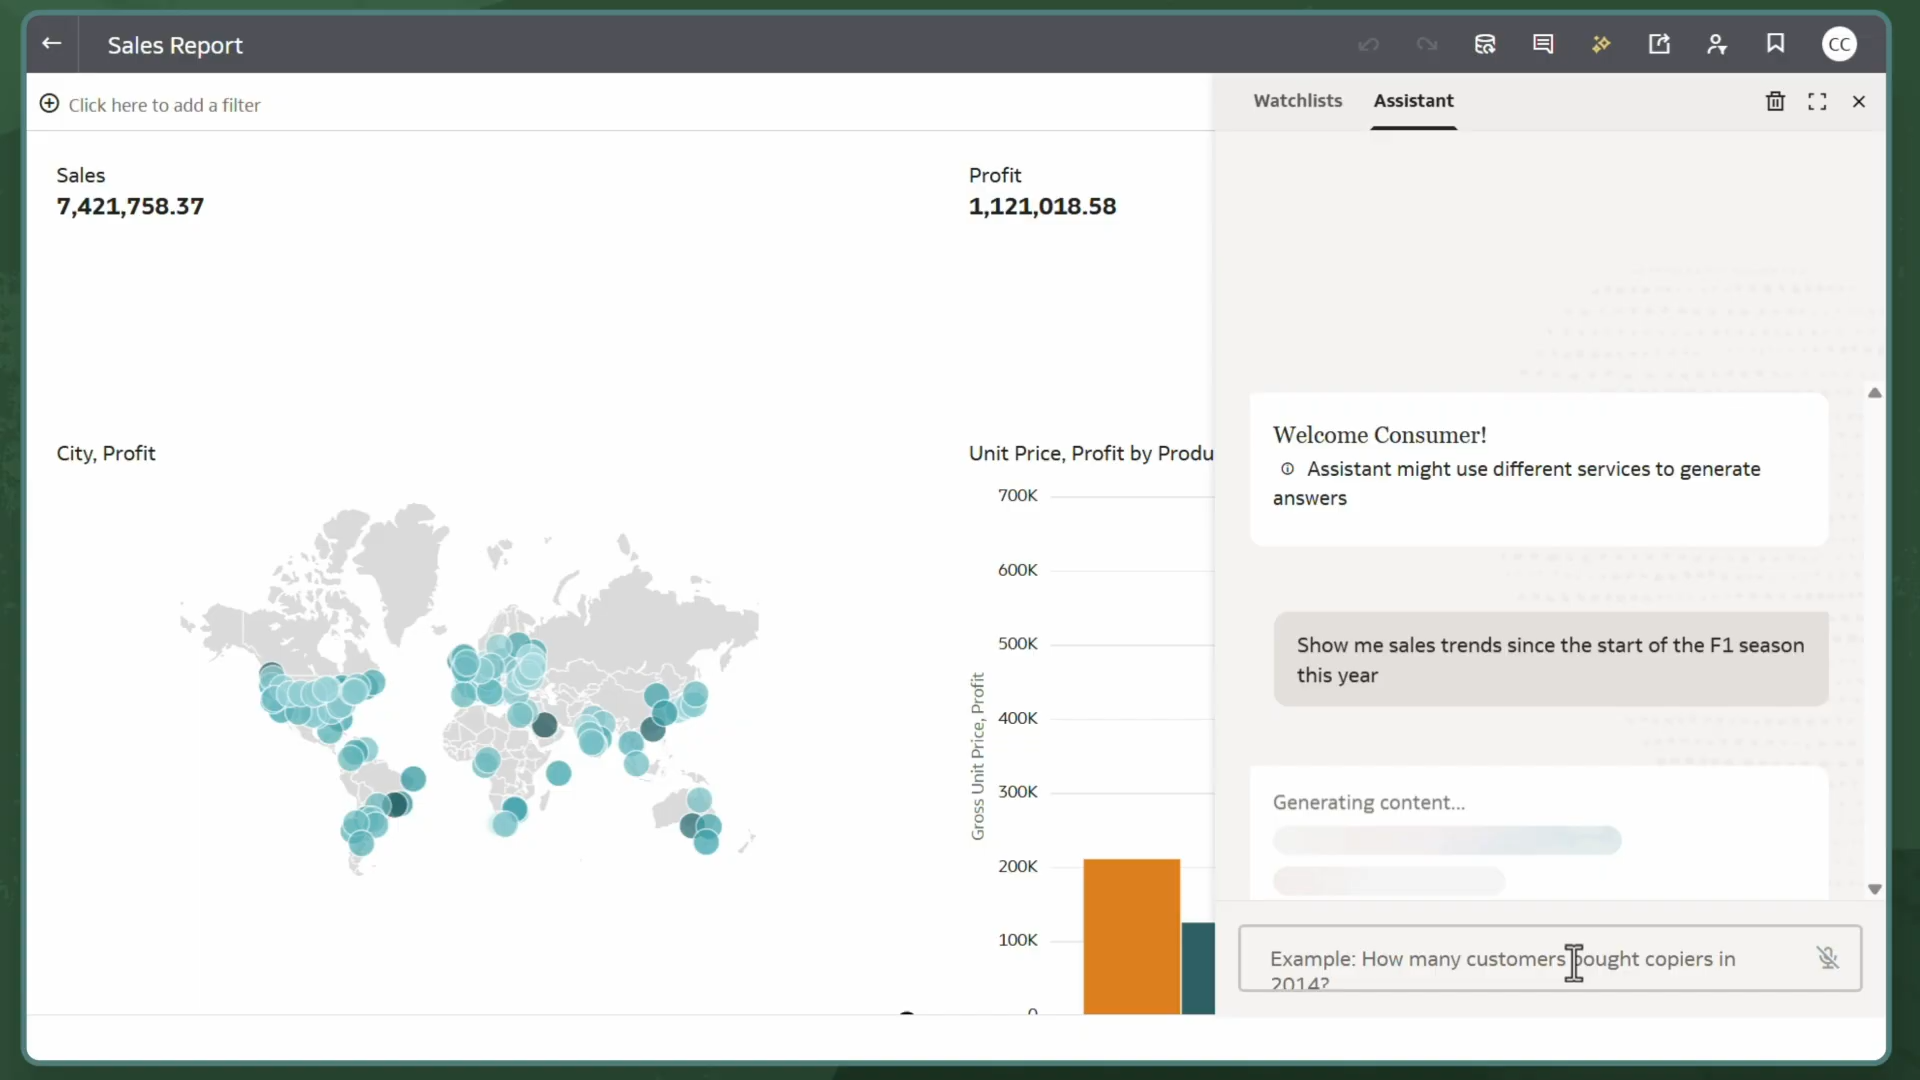 Sales Report
CC
Click here to add a filter
Watchlists
Assistant
Sales
7,421,758.37
Profit
1,121,018.58
City, Profit
Unit Price, Profit by Produ
700K
600K
500K
400K
300K
200K
100K
0
Gross Unit Price, Profit
Welcome Consumer!
Assistant might use different services to generate
answers
Show me sales trends since the start of the F1 season
this year
Generating content...
Example: How many customers bought copiers in
2014?